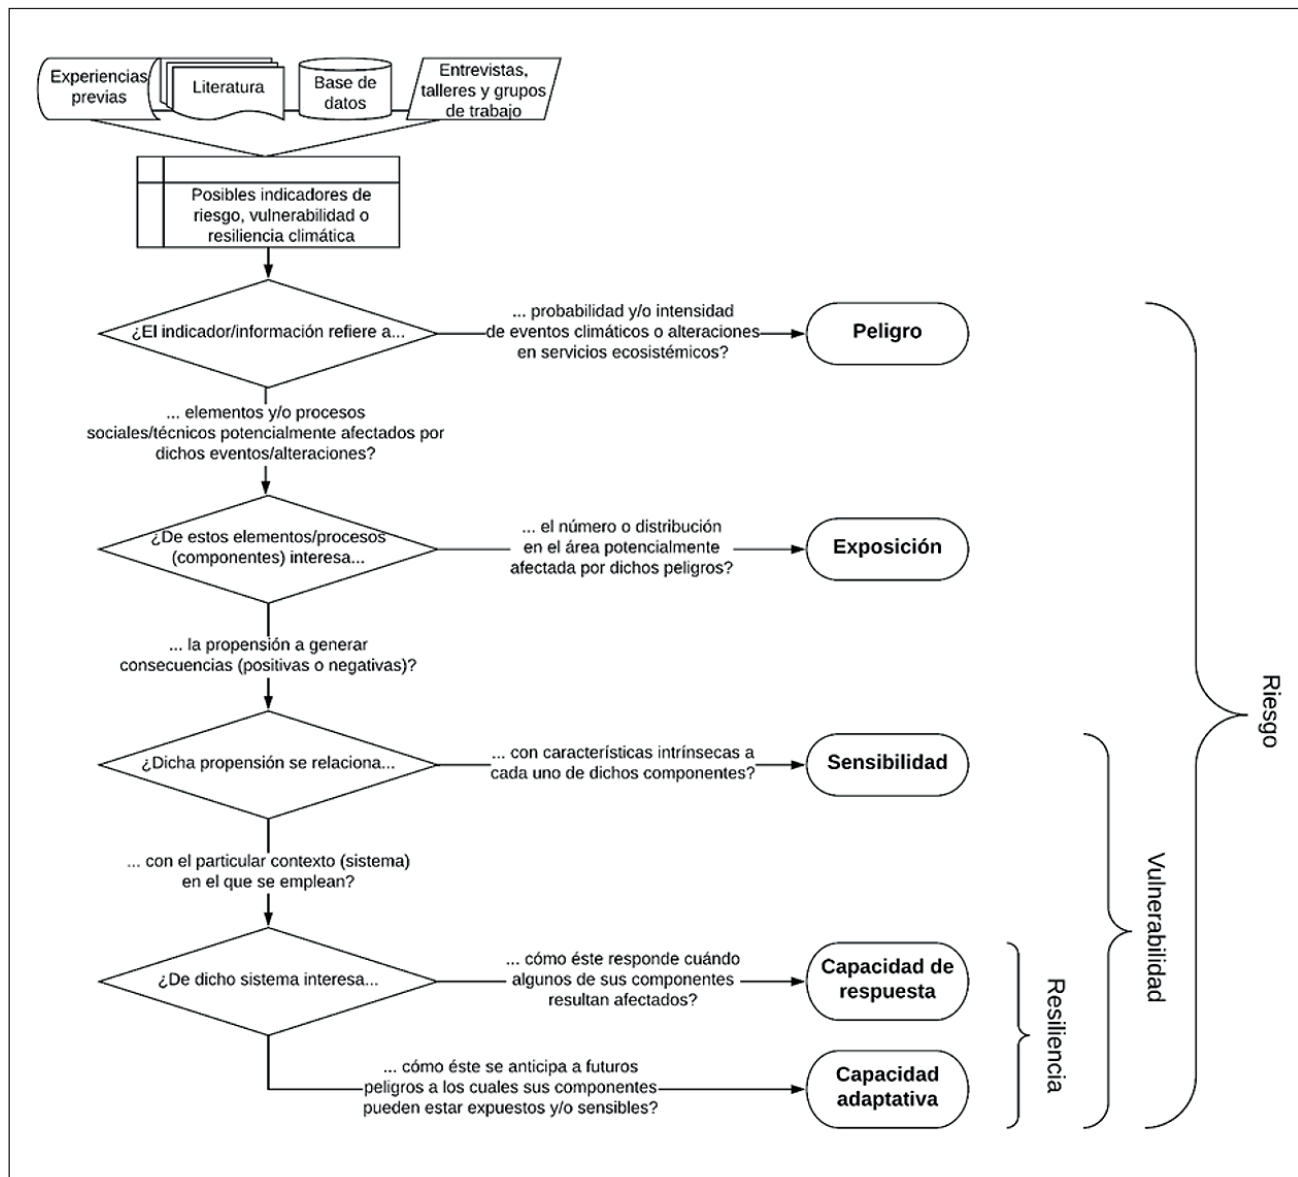 Experiencias
previas
Literatura
Base de
datos
Entrevistas,
talleres y grupos
de trabajo
Posibles indicadores de
riesgo, vulnerabilidad o
resiliencia climática
¿El indicador/información refiere a...
... probabilidad y/o intensidad
de eventos climáticos o alteraciones
en servicios ecosistémicos?
Peligro
... elementos y/o procesos
sociales/técnicos potencialmente afectados por
dichos eventos/alteraciones?
¿De estos elementos/procesos
(componentes) interesa...
... el número o distribución
en el área potencialmente
afectada por dichos peligros?
Exposición
... la propensión a generar
consecuencias (positivas o negativas)?
¿Dicha propensión se relaciona...
... con características intrínsecas a
cada uno de dichos componentes?
Sensibilidad
... con el particular contexto (sistema)
en el que se emplean?
¿De dicho sistema interesa...
... cómo éste responde cuándo
algunos de sus componentes
resultan afectados?
Capacidad de
respuesta
... cómo éste se anticipa a futuros
peligros a los cuales sus componentes
pueden estar expuestos y/o sensibles?
Capacidad
adaptativa
Resiliencia
Vulnerabilidad
Riesgo